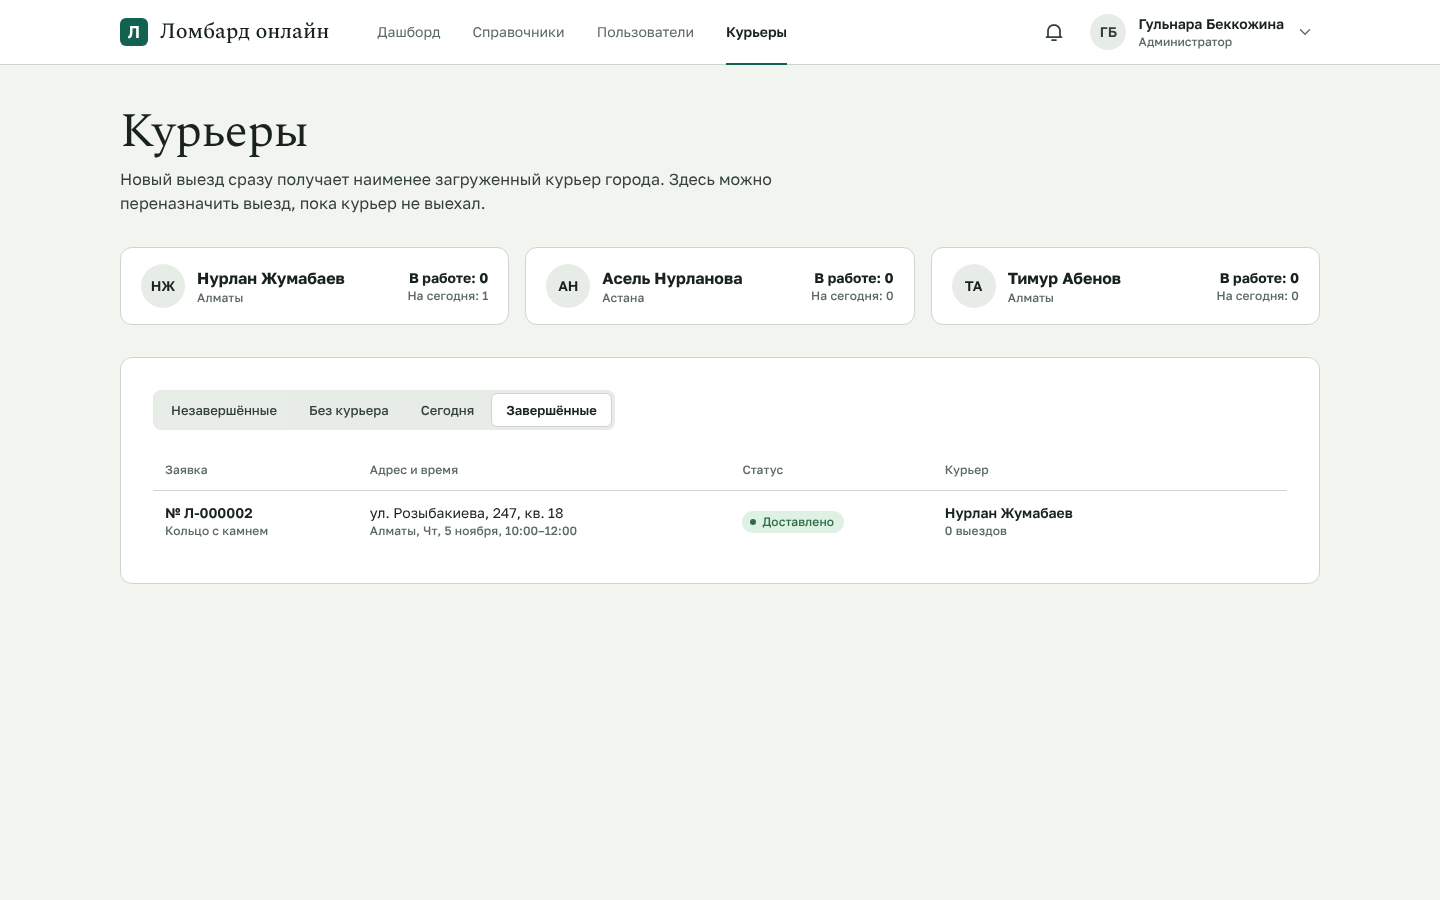 Л Ломбард онлайн Дашборд Справочники Пользователи Курьеры ГБ Гульнара Беккожина
Администратор
Курьеры
Новый выезд сразу получает наименее загруженный курьер города. Здесь можно
переназначить выезд, пока курьер не выехал.
НЖ Нурлан Жумабаев В работе: 0
Алматы На сегодня: 1
АН Асель Нурланова В работе: 0
Астана На сегодня: 0
ТА Тимур Абенов В работе: 0
Алматы На сегодня: 0
Незавершённые Без курьера Сегодня Завершённые
Заявка Адрес и время Статус Курьер
№ Л-000002 ул. Розыбакиева, 247, кв. 18 Доставлено Нурлан Жумабаев
Кольцо с камнем Алматы, Чт, 5 ноября, 10:00–12:00 0 выездов